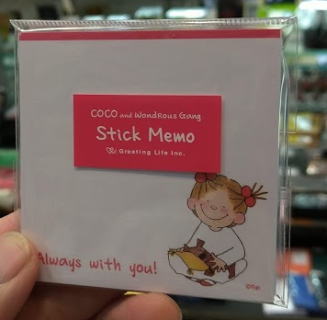 COCO and WondRous Gang
Stick Memo
Greeting Life Inc.
Always with you!